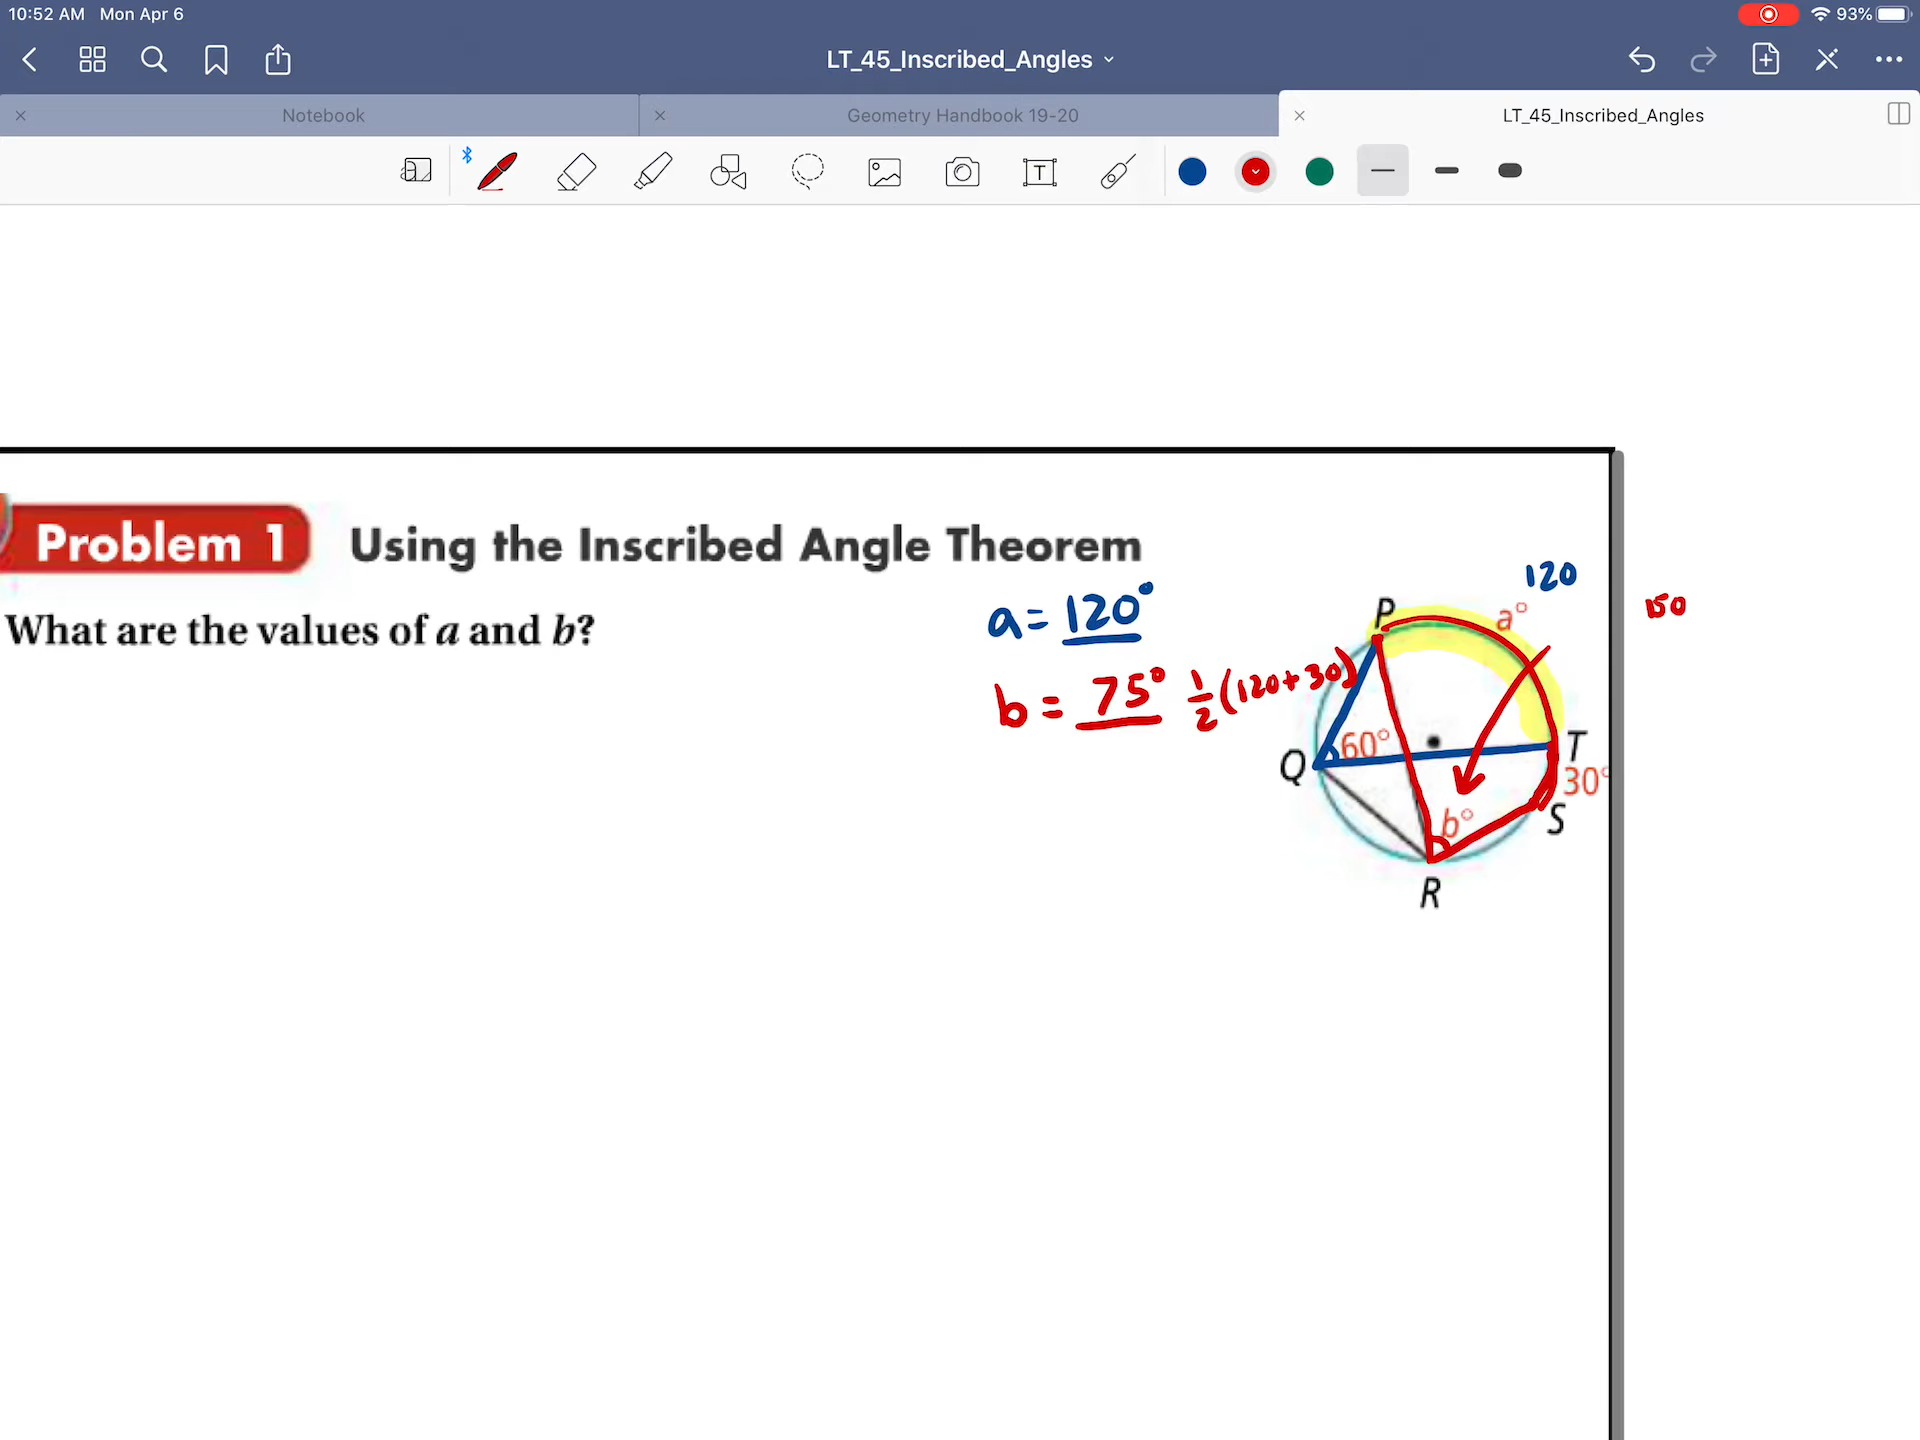 10:52 AM Mon Apr 6
93%
LT_45_Inscribed_Angles
Notebook
Geometry Handbook 19-20
LT_45_Inscribed_Angles
a
T
Problem 1 Using the Inscribed Angle Theorem
What are the values of a and b?
a = 120°
b = 75° 1/2(120+30)
120
150
P
a°
60°
Q
T
30°
b°
S
R